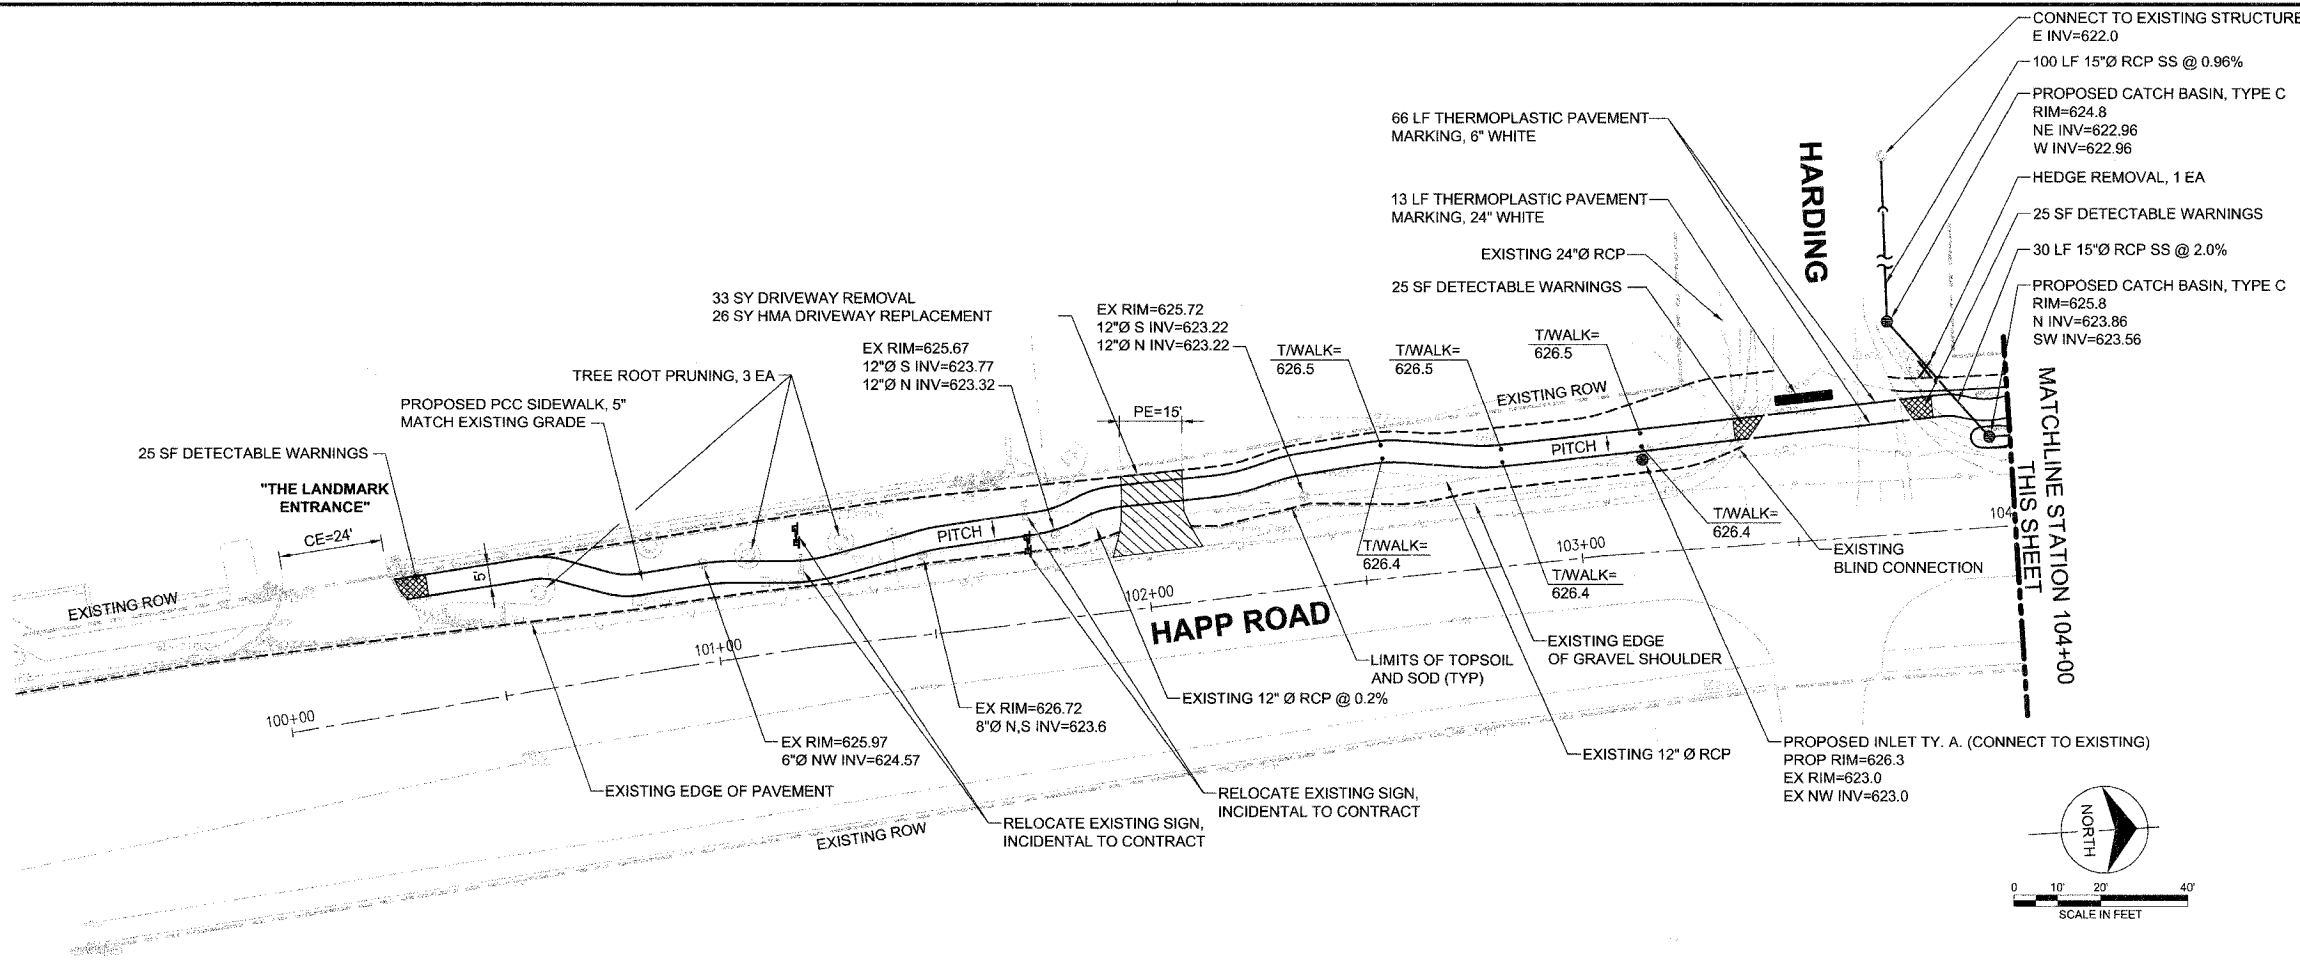 CONNECT TO EXISTING STRUCTURE
E INV=622.0
100 LF 15"Ø RCP SS @ 0.96%
PROPOSED CATCH BASIN, TYPE C
RIM=624.8
NE INV=622.96
W INV=622.96
HEDGE REMOVAL, 1 EA
25 SF DETECTABLE WARNINGS
30 LF 15"Ø RCP SS @ 2.0%
PROPOSED CATCH BASIN, TYPE C
RIM=625.8
N INV=623.86
SW INV=623.56
66 LF THERMOPLASTIC PAVEMENT
MARKING, 6" WHITE
13 LF THERMOPLASTIC PAVEMENT
MARKING, 24" WHITE
EXISTING 24"Ø RCP
25 SF DETECTABLE WARNINGS
HARDING
33 SY DRIVEWAY REMOVAL
26 SY HMA DRIVEWAY REPLACEMENT
EX RIM=625.72
12"Ø S INV=623.22
12"Ø N INV=623.22
EX RIM=625.67
12"Ø S INV=623.77
12"Ø N INV=623.32
T/WALK=
626.5
T/WALK=
626.5
T/WALK=
626.5
TREE ROOT PRUNING, 3 EA
PROPOSED PCC SIDEWALK, 5"
MATCH EXISTING GRADE
25 SF DETECTABLE WARNINGS
"THE LANDMARK
ENTRANCE"
CE=24'
5'
PE=15'
EXISTING ROW
PITCH
PITCH
EXISTING ROW
T/WALK=
626.4
T/WALK=
626.4
T/WALK=
626.4
100+00
101+00
102+00
103+00
104
HAPP ROAD
MATCHLINE STATION 104+00
THIS SHEET
EXISTING
BLIND CONNECTION
EXISTING EDGE
OF GRAVEL SHOULDER
LIMITS OF TOPSOIL
AND SOD (TYP)
EXISTING 12" Ø RCP @ 0.2%
EX RIM=626.72
8"Ø N,S INV=623.6
EX RIM=625.97
6"Ø NW INV=624.57
EXISTING EDGE OF PAVEMENT
RELOCATE EXISTING SIGN,
INCIDENTAL TO CONTRACT
RELOCATE EXISTING SIGN,
INCIDENTAL TO CONTRACT
EXISTING ROW
EXISTING 12" Ø RCP
PROPOSED INLET TY. A. (CONNECT TO EXISTING)
PROP RIM=626.3
EX RIM=623.0
EX NW INV=623.0
NORTH
0 10' 20' 40'
SCALE IN FEET